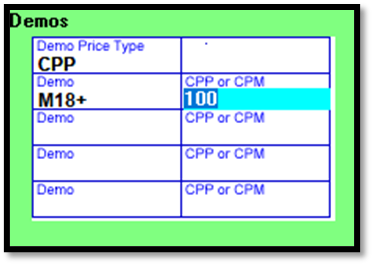 Demos
Demo Price Type
CPP
Demo CPP or CPM
M18+ 100
Demo CPP or CPM
Demo CPP or CPM
Demo CPP or CPM